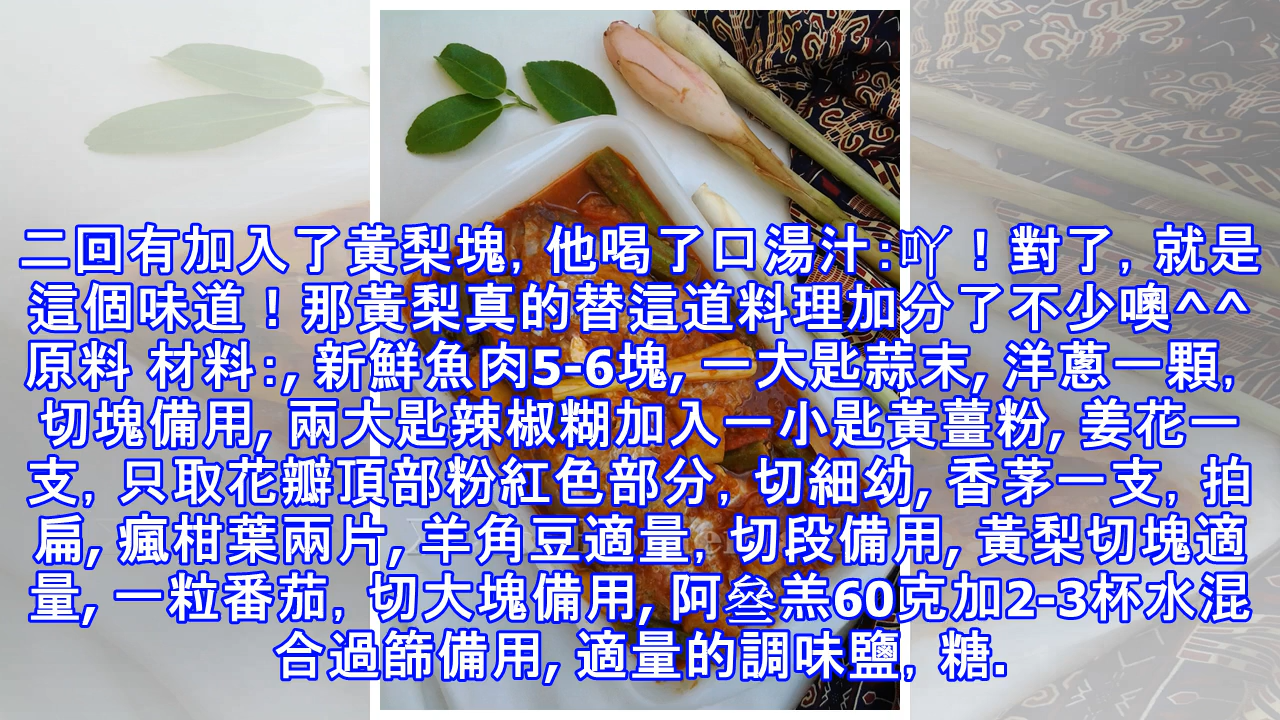 二回有加入了黃梨塊, 他喝了口湯汁:吖！對了, 就是
這個味道！那黃梨真的替這道料理加分了不少噢^^
原料 材料:, 新鮮魚肉5-6塊, 一大匙蒜末, 洋蔥一顆,
切塊備用, 兩大匙辣椒糊加入一小匙黃薑粉, 姜花一
支, 只取花瓣頂部粉紅色部分, 切細幼, 香茅一支, 拍
扁, 瘋柑葉兩片, 羊角豆適量, 切段備用, 黃梨切塊適
量, 一粒番茄, 切大塊備用, 阿叄羔60克加2-3杯水混
合過篩備用, 適量的調味鹽, 糖.